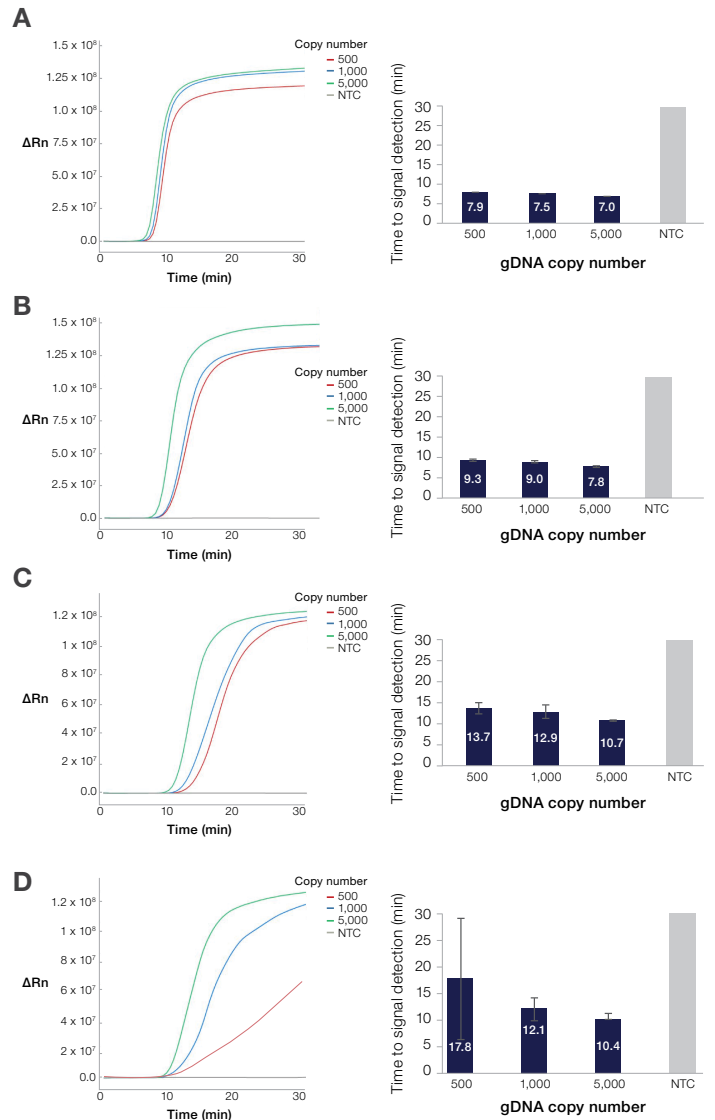 A
Copy number
500
1,000
5,000
NTC
1.5 x 10⁸
1.25 x 10⁸
1.0 x 10⁸
7.5 x 10⁷
5.0 x 10⁷
2.5 x 10⁷
0.0
ΔRn
0
10
20
30
Time (min)
Time to signal detection (min)
30
25
20
15
10
5
7.9
7.5
7.0
500
1,000
5,000
NTC
gDNA copy number
B
1.5 x 10⁸
1.25 x 10⁸
1.0 x 10⁸
7.5 x 10⁷
5.0 x 10⁷
2.5 x 10⁷
0.0
ΔRn
Copy number
500
1,000
5,000
NTC
0
10
20
30
Time (min)
Time to signal detection (min)
30
25
20
15
10
5
9.3
9.0
7.8
500
1,000
5,000
NTC
gDNA copy number
C
Copy number
500
1,000
5,000
NTC
1.2 x 10⁸
1.0 x 10⁸
8 x 10⁷
6 x 10⁷
4 x 10⁷
2 x 10⁷
0.0
ΔRn
0
10
20
30
Time (min)
Time to signal detection (min)
30
25
20
15
10
5
13.7
12.9
10.7
500
1,000
5,000
NTC
gDNA copy number
D
Copy number
500
1,000
5,000
NTC
1.2 x 10⁸
1.0 x 10⁸
8 x 10⁷
6 x 10⁷
4 x 10⁷
2 x 10⁷
0.0
ΔRn
0
10
20
30
Time (min)
Time to signal detection (min)
30
25
20
15
10
5
0
17.8
12.1
10.4
500
1,000
5,000
NTC
gDNA copy number